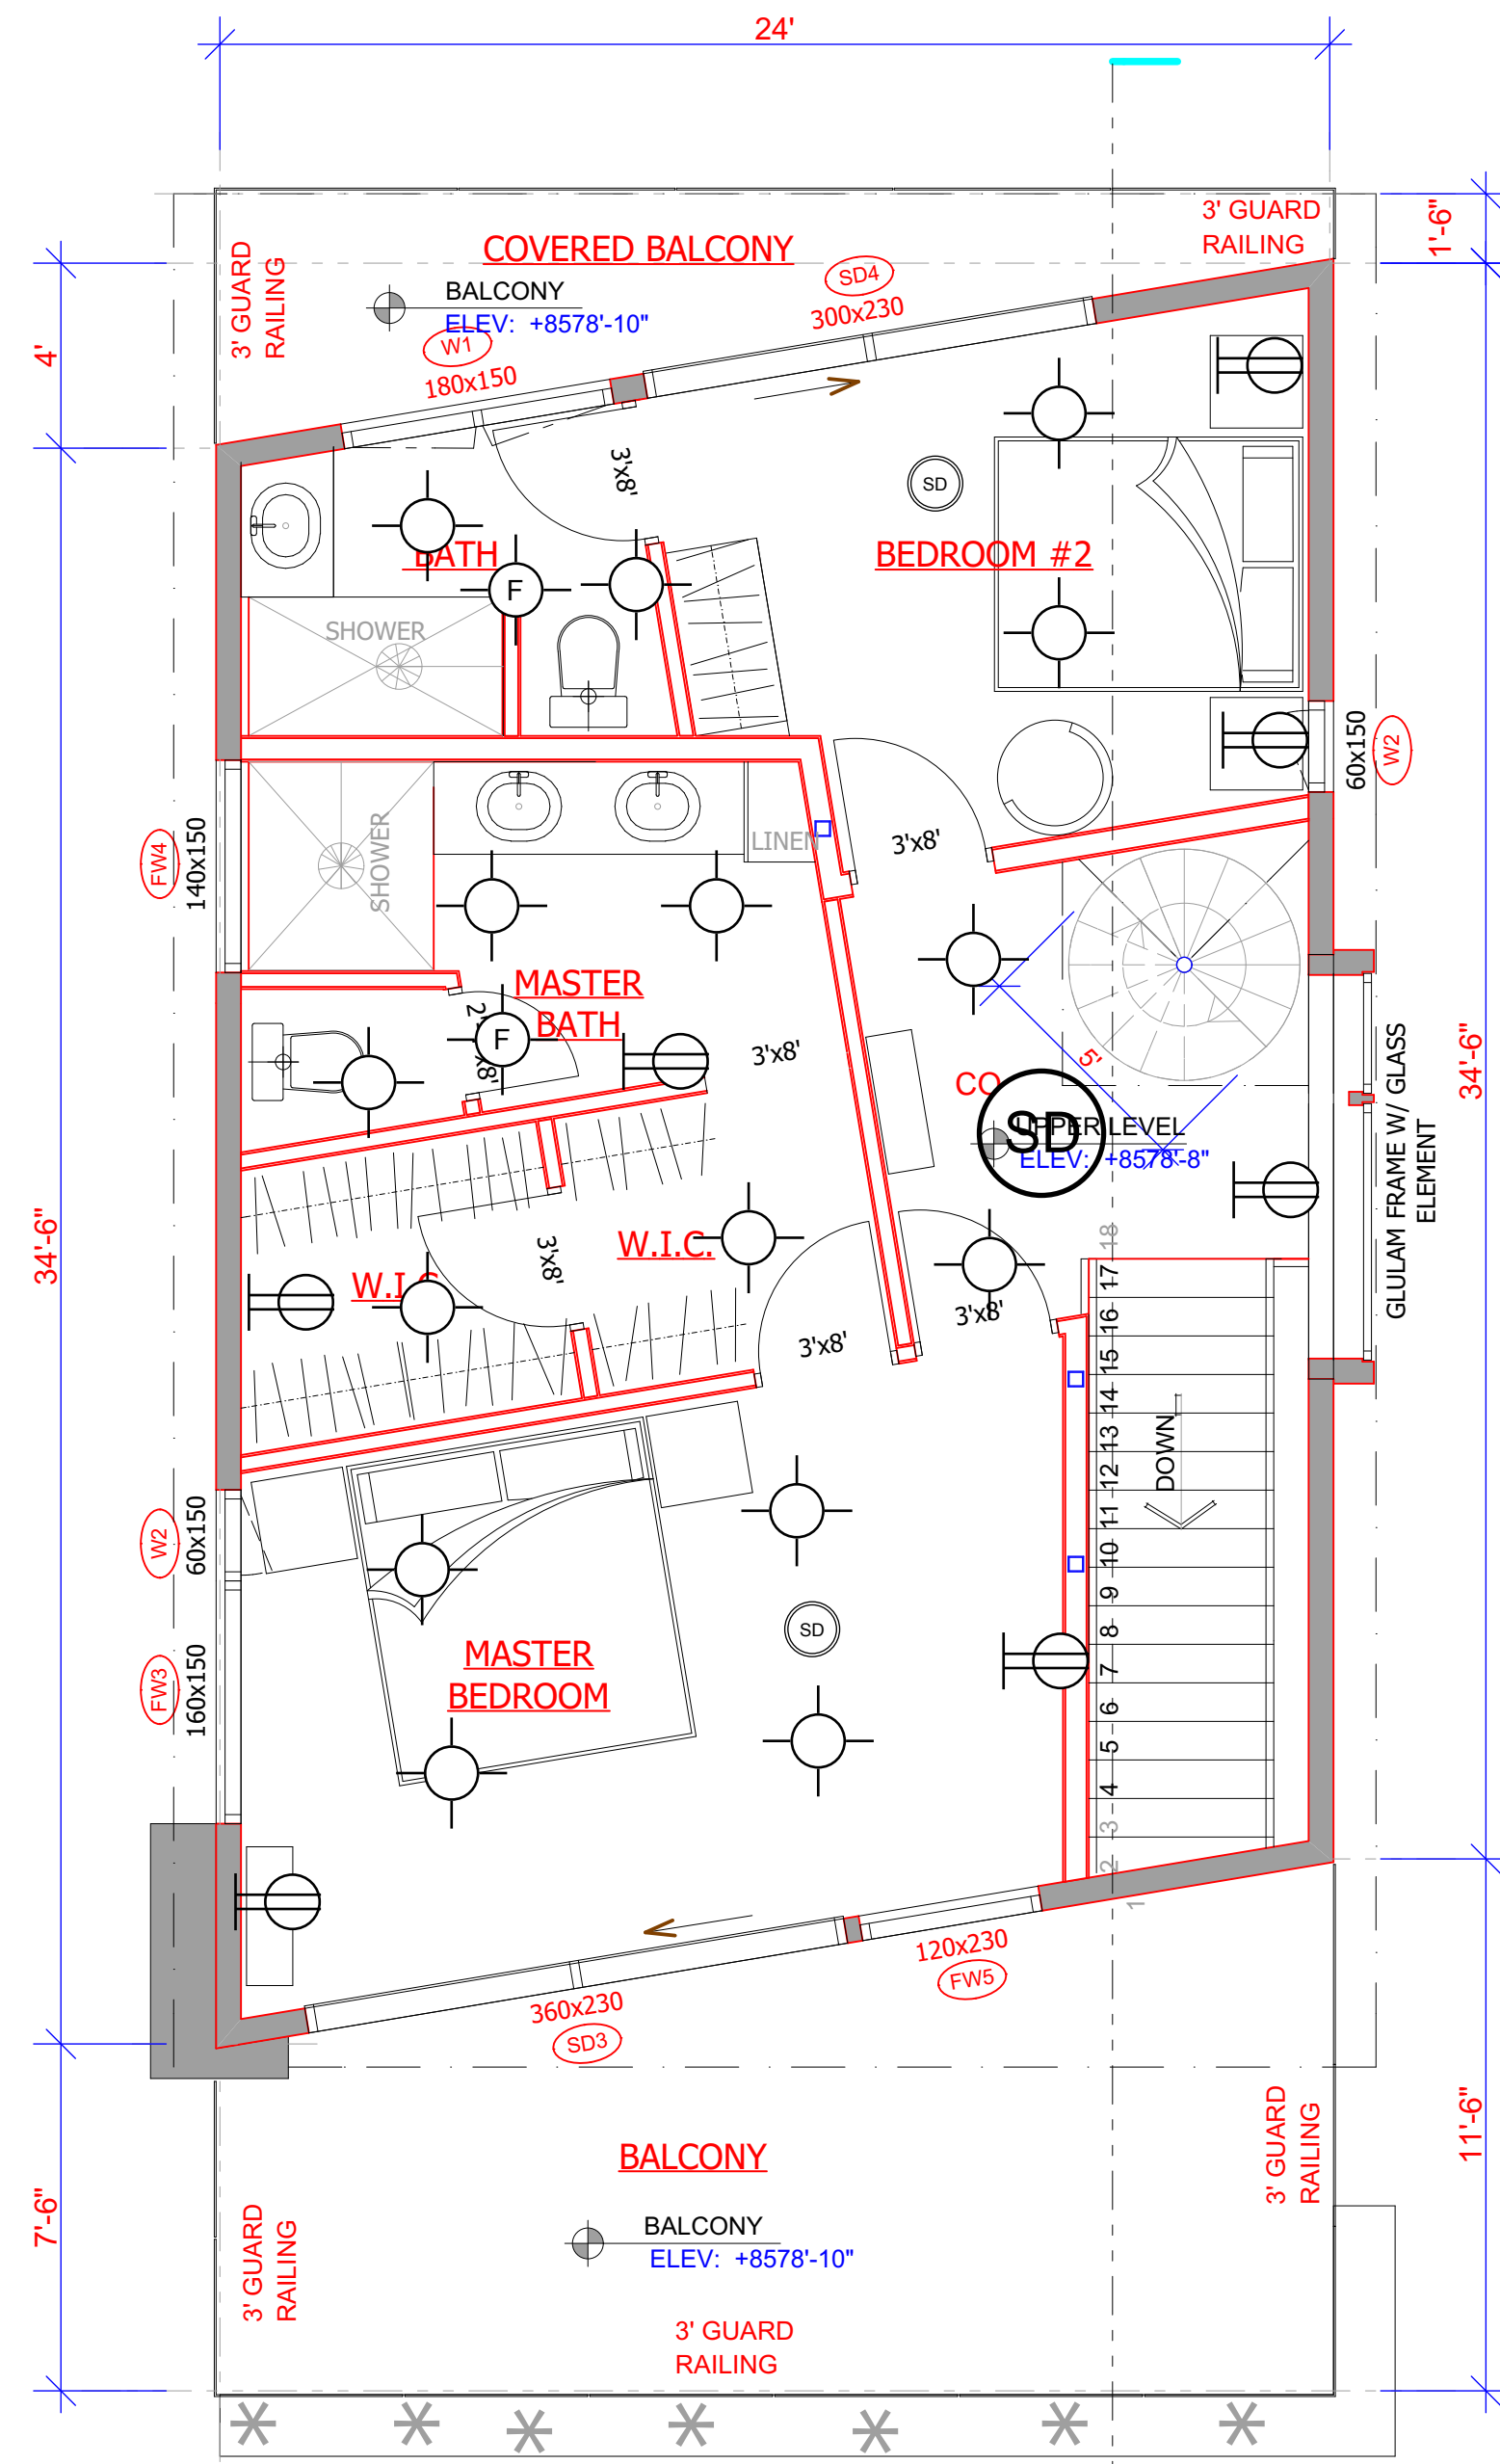 24'
3' GUARD
RAILING
1'-6"
COVERED BALCONY
3' GUARD
RAILING
BALCONY
ELEV: +8578'-10"
SD4
300x230
W1
180x150
4'
3'x8'
SD
BATH
BEDROOM #2
F
SHOWER
60x150
W2
SHOWER
LINEN
3'x8'
FW4
140x150
MASTER
BATH
F
3'x8'
5'
CO
SD
UPPER LEVEL
ELEV: +8578'-8"
GLULAM FRAME W/ GLASS
ELEMENT
34'-6"
34'-6"
W.I.C.
W.I.C
3'x8'
3'x8'
3'x8'
18
17
16
15
14
13
12
11
10
9
8
7
6
5
4
3
2
1
DOWN
W2
60x150
FW3
160x150
SD
MASTER
BEDROOM
120x230
FW5
360x230
SD3
3' GUARD
RAILING
11'-6"
BALCONY
7'-6"
3' GUARD
RAILING
BALCONY
ELEV: +8578'-10"
3' GUARD
RAILING